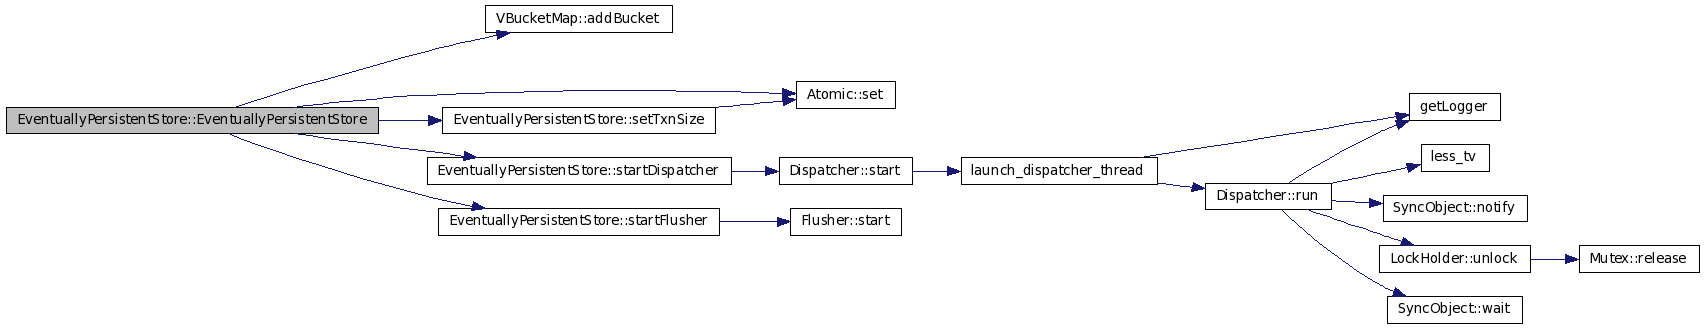 VBucketMap::addBucket
Atomic::set
getLogger
EventuallyPersistentStore::EventuallyPersistentStore
EventuallyPersistentStore::setTxnSize
less_tv
EventuallyPersistentStore::startDispatcher
Dispatcher::start
launch_dispatcher_thread
Dispatcher::run
SyncObject::notify
EventuallyPersistentStore::startFlusher
Flusher::start
LockHolder::unlock
Mutex::release
SyncObject::wait